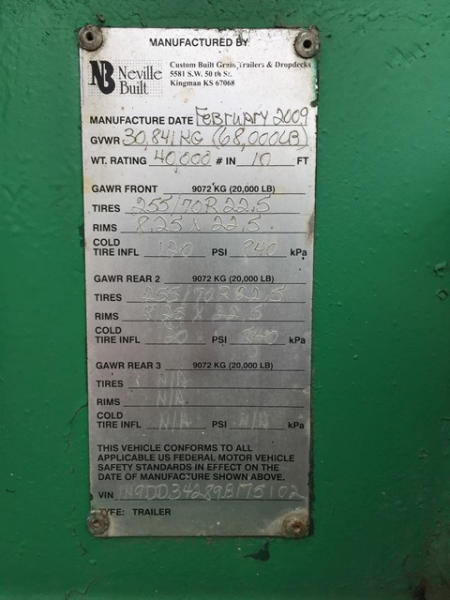 MANUFACTURED BY
NB Neville Built
Custom Built Grain Trailers & Dropdecks
5581 S.W. 50 th St.
Kingman KS 67068
MANUFACTURE DATE FEBRUARY 2009
GVWR 30,841 KG (68,000LB)
WT. RATING 40,000 # IN 10 FT
GAWR FRONT 9072 KG (20,000 LB)
TIRES 255/70R22.5
RIMS 8.25 X 22.5
COLD
TIRE INFL 120 PSI 840 kPa
GAWR REAR 2 9072 KG (20,000 LB)
TIRES 255/70R22.5
RIMS 8.25 X 22.5
COLD
TIRE INFL PSI kPa
GAWR REAR 3 9072 KG (20,000 LB)
TIRES N/A
RIMS N/A
COLD
TIRE INFL N/A PSI N/A kPa
THIS VEHICLE CONFORMS TO ALL
APPLICABLE US FEDERAL MOTOR VEHICLE
SAFETY STANDARDS IN EFFECT ON THE
DATE OF MANUFACTURE SHOWN ABOVE.
VIN
TYPE: TRAILER